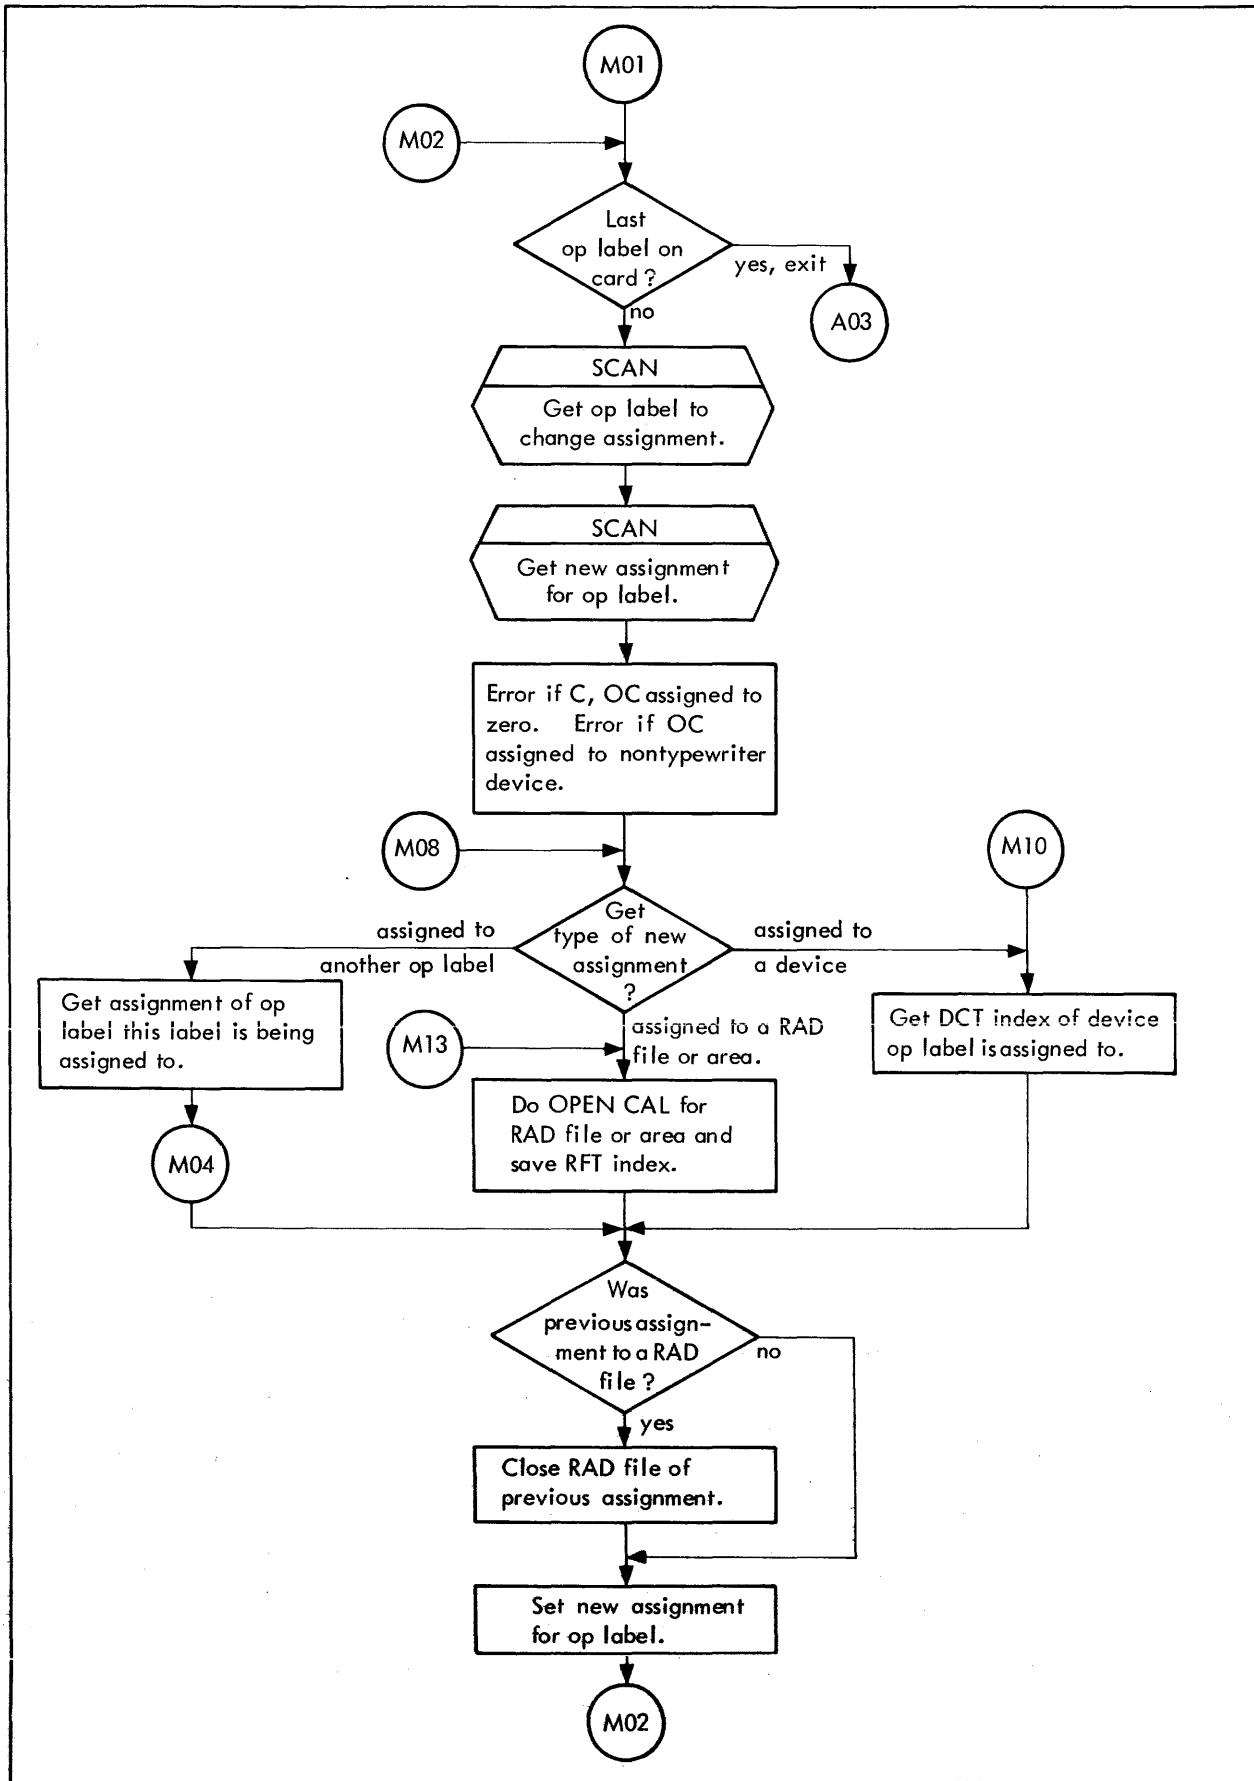 M01
M02
Last
op label on
card ?
yes, exit
no
A03
SCAN
Get op label to
change assignment.
SCAN
Get new assignment
for op label.
Error if C, OC assigned to
zero. Error if OC
assigned to nontypewriter
device.
M08
M10
Get
type of new
assignment
?
assigned to
another op label
assigned to
a device
Get assignment of op
label this label is being
assigned to.
assigned to a RAD
file or area.
M13
Get DCT index of device
op label is assigned to.
Do OPEN CAL for
RAD file or area and
save RFT index.
M04
Was
previous assign-
ment to a RAD
file ?
no
yes
Close RAD file of
previous assignment.
Set new assignment
for op label.
M02